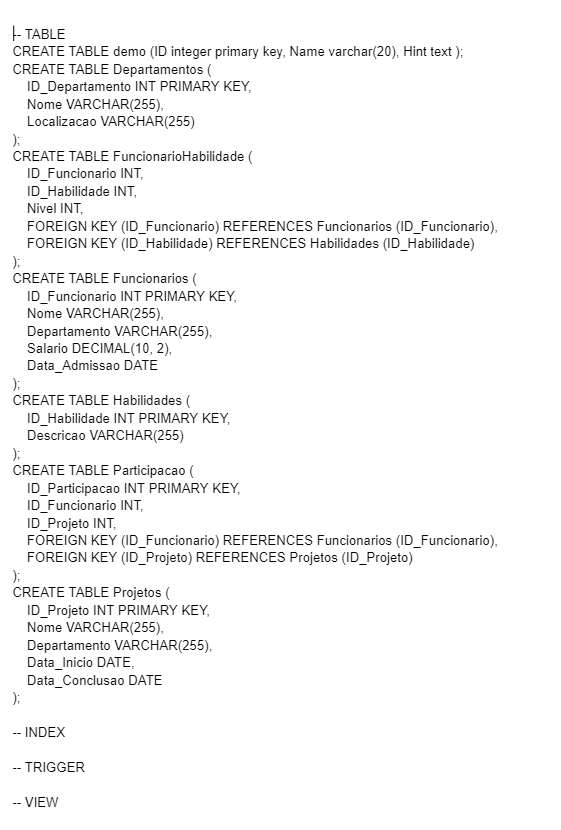 -- TABLE
CREATE TABLE demo (ID integer primary key, Name varchar(20), Hint text );
CREATE TABLE Departamentos (
    ID_Departamento INT PRIMARY KEY,
    Nome VARCHAR(255),
    Localizacao VARCHAR(255)
);
CREATE TABLE FuncionarioHabilidade (
    ID_Funcionario INT,
    ID_Habilidade INT,
    Nivel INT,
    FOREIGN KEY (ID_Funcionario) REFERENCES Funcionarios (ID_Funcionario),
    FOREIGN KEY (ID_Habilidade) REFERENCES Habilidades (ID_Habilidade)
);
CREATE TABLE Funcionarios (
    ID_Funcionario INT PRIMARY KEY,
    Nome VARCHAR(255),
    Departamento VARCHAR(255),
    Salario DECIMAL(10, 2),
    Data_Admissao DATE
);
CREATE TABLE Habilidades (
    ID_Habilidade INT PRIMARY KEY,
    Descricao VARCHAR(255)
);
CREATE TABLE Participacao (
    ID_Participacao INT PRIMARY KEY,
    ID_Funcionario INT,
    ID_Projeto INT,
    FOREIGN KEY (ID_Funcionario) REFERENCES Funcionarios (ID_Funcionario),
    FOREIGN KEY (ID_Projeto) REFERENCES Projetos (ID_Projeto)
);
CREATE TABLE Projetos (
    ID_Projeto INT PRIMARY KEY,
    Nome VARCHAR(255),
    Departamento VARCHAR(255),
    Data_Inicio DATE,
    Data_Conclusao DATE
);
-- INDEX
-- TRIGGER
-- VIEW